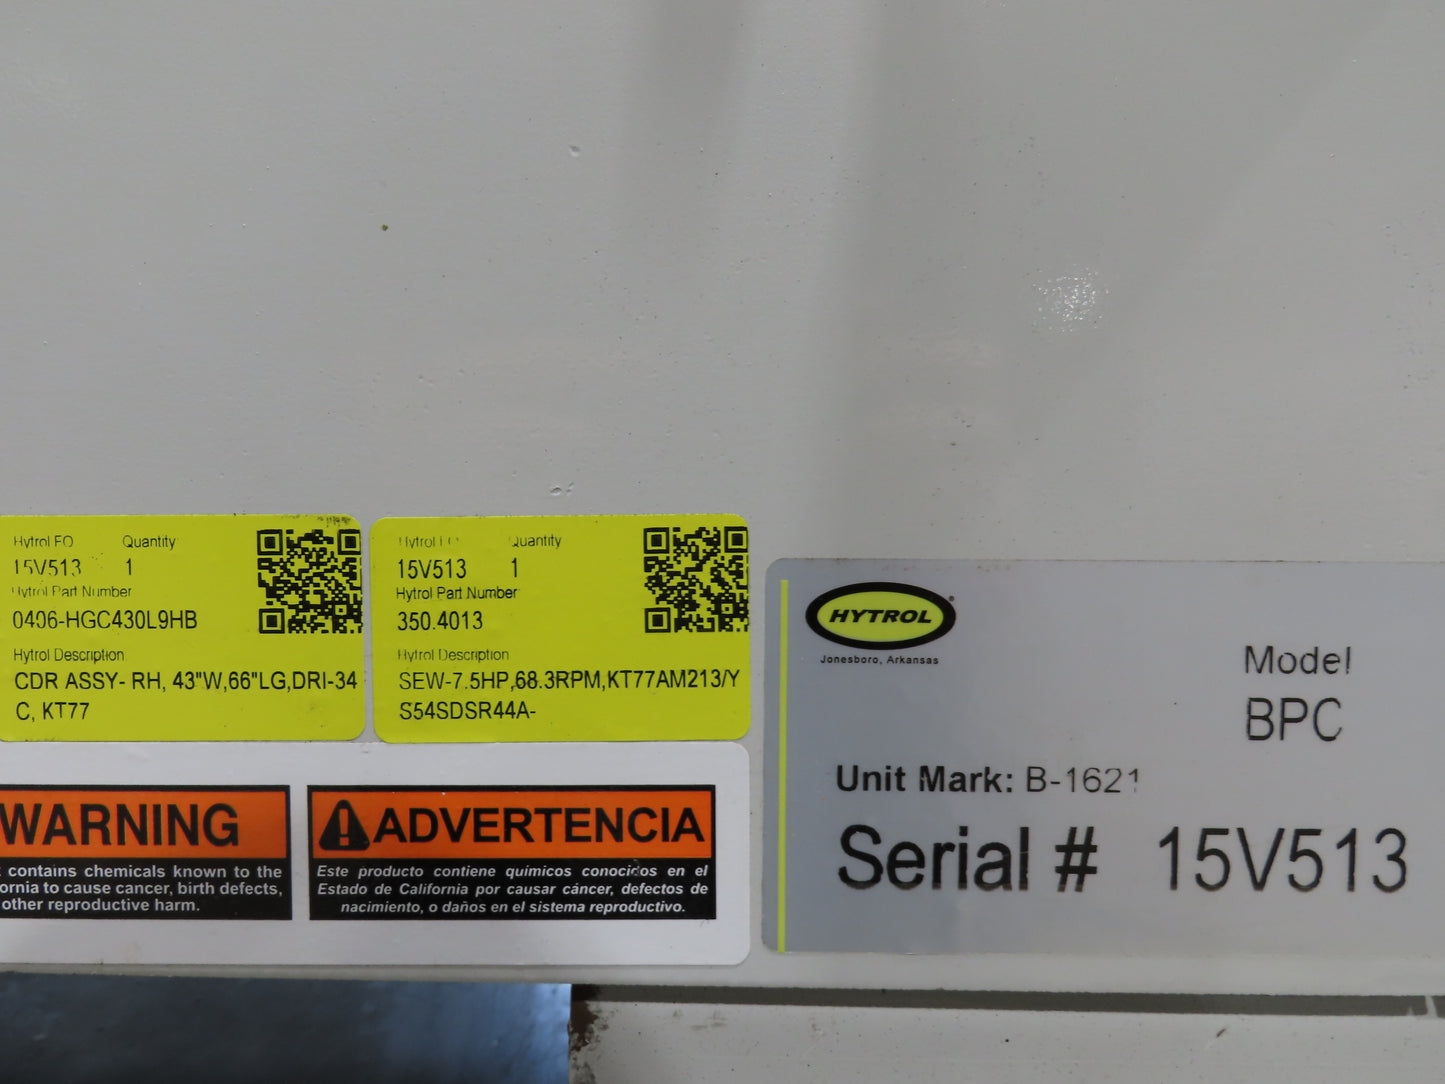 Hytrol FO Quantity
15V513 1
Hytrol Part Number
0406-HGC430L9HB
Hytrol Description
CDR ASSY- RH, 43"W,66"LG,DRI-34
C, KT77
Hytrol FO Quantity
15V513 1
Hytrol Part Number
350.4013
Hytrol Description
SEW-7.5HP,68.3RPM,KT77AM213/Y
S54SDSR44A-
WARNING
contains chemicals known to the
ornia to cause cancer, birth defects,
other reproductive harm.
ADVERTENCIA
Este producto contiene químicos conocidos en el
Estado de California por causar cáncer, defectos de
nacimiento, o daños en el sistema reproductivo.
HYTROL
Jonesboro, Arkansas
Model
BPC
Unit Mark: B-1621
Serial # 15V513